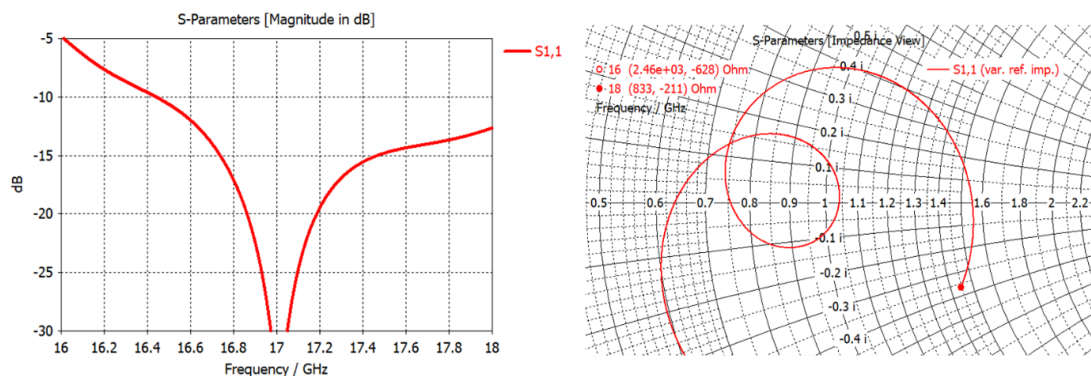 S-Parameters [Magnitude in dB]
-5
-10
-15
-20
-25
-30
dB
16
16.2
16.4
16.6
16.8
17
17.2
17.4
17.6
17.8
18
Frequency / GHz
S1,1
S-Parameters [Impedance View]
16 (2.46e+03, -628) Ohm
18 (833, -211) Ohm
Frequency / GHz
S1,1 (var. ref. imp.)
0.5 i
0.4 i
0.3 i
0.2 i
0.1 i
0.5
0.6
0.7
0.8
0.9
1
1.1
1.2
1.3
1.4
1.6
1.8
2
2.2
-0.1 i
-0.2 i
-0.3 i
-0.4 i